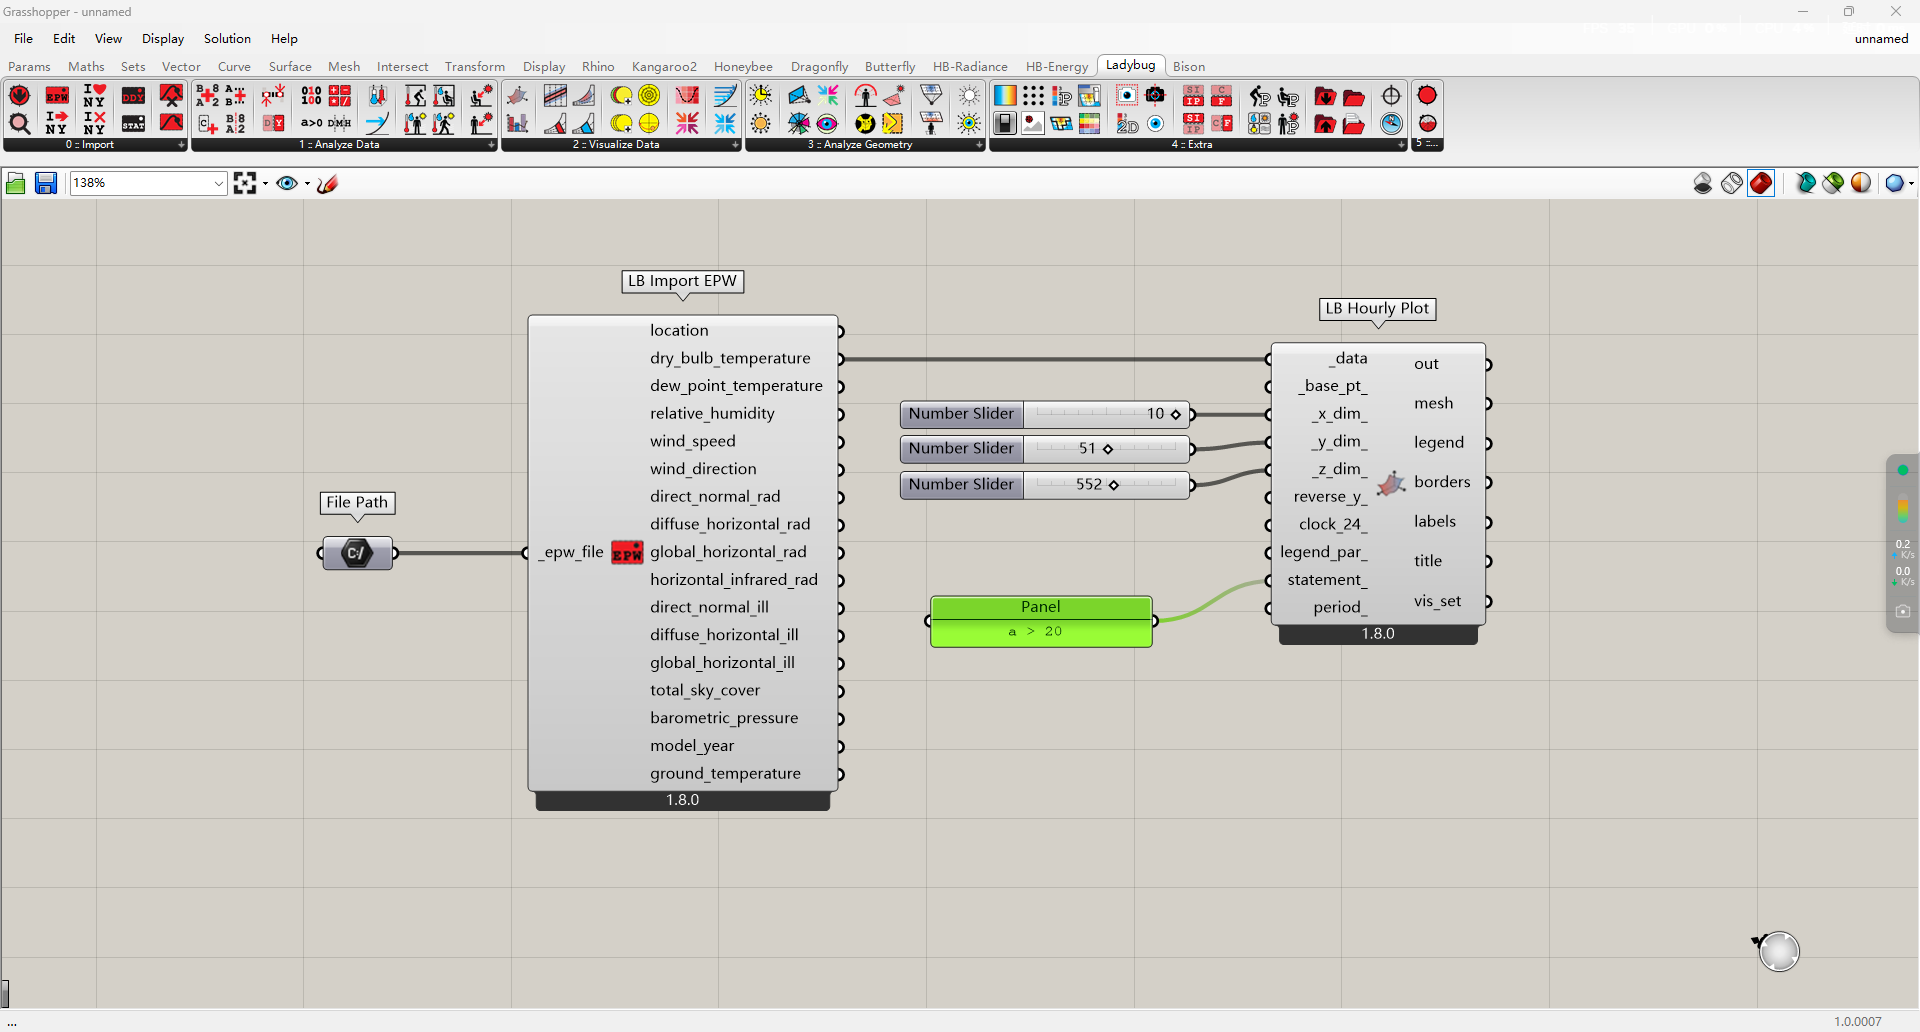 Grasshopper - unnamed
File Edit View Display Solution Help
unnamed
Params Maths Sets Vector Curve Surface Mesh Intersect Transform Display Rhino Kangaroo2 Honeybee Dragonfly Butterfly HB-Radiance HB-Energy Ladybug Bison
0 :: Import
1 :: Analyze Data
2 :: Visualize Data
3 :: Analyze Geometry
4 :: Extra
5 ::...
138%
LB Import EPW
location
dry_bulb_temperature
dew_point_temperature
relative_humidity
wind_speed
wind_direction
direct_normal_rad
diffuse_horizontal_rad
_epw_file EPW global_horizontal_rad
horizontal_infrared_rad
direct_normal_ill
diffuse_horizontal_ill
global_horizontal_ill
total_sky_cover
barometric_pressure
model_year
ground_temperature
1.8.0
File Path
C:/
Number Slider 10
Number Slider 51
Number Slider 552
Panel
a > 20
LB Hourly Plot
_data
_base_pt_
_x_dim_
_y_dim_
_z_dim_
reverse_y_
clock_24_
legend_par_
statement_
period_
out
mesh
legend
borders
labels
title
vis_set
1.8.0
0.2
K/s
0.0
K/s
...
1.0.0007